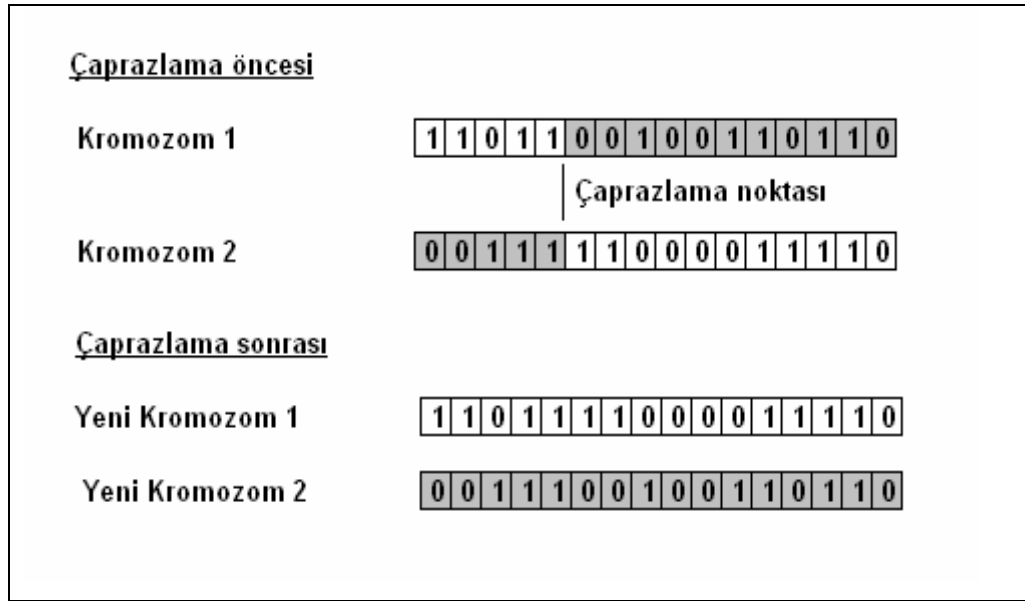 Çaprazlama öncesi
Kromozom 1 1 1 0 1 1 0 0 1 0 0 1 1 0 1 1 0
Çaprazlama noktası
Kromozom 2 0 0 1 1 1 1 1 0 0 0 0 1 1 1 1 0
Çaprazlama sonrası
Yeni Kromozom 1 1 1 0 1 1 1 1 0 0 0 0 1 1 1 1 0
Yeni Kromozom 2 0 0 1 1 1 0 0 1 0 0 1 1 0 1 1 0